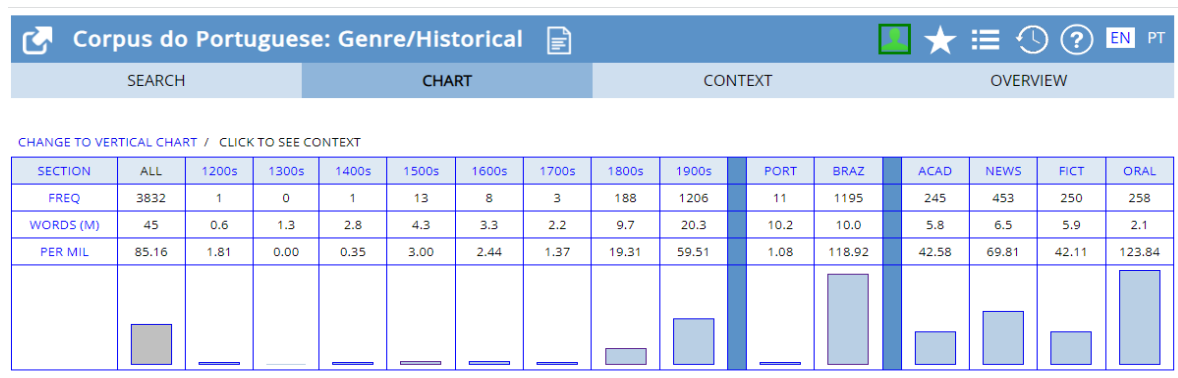 Corpus do Portuguese: Genre/Historical EN PT
SEARCH CHART CONTEXT OVERVIEW
CHANGE TO VERTICAL CHART / CLICK TO SEE CONTEXT
SECTION ALL 1200s 1300s 1400s 1500s 1600s 1700s 1800s 1900s PORT BRAZ ACAD NEWS FICT ORAL
FREQ 3832 1 0 1 13 8 3 188 1206 11 1195 245 453 250 258
WORDS (M) 45 0.6 1.3 2.8 4.3 3.3 2.2 9.7 20.3 10.2 10.0 5.8 6.5 5.9 2.1
PER MIL 85.16 1.81 0.00 0.35 3.00 2.44 1.37 19.31 59.51 1.08 118.92 42.58 69.81 42.11 123.84